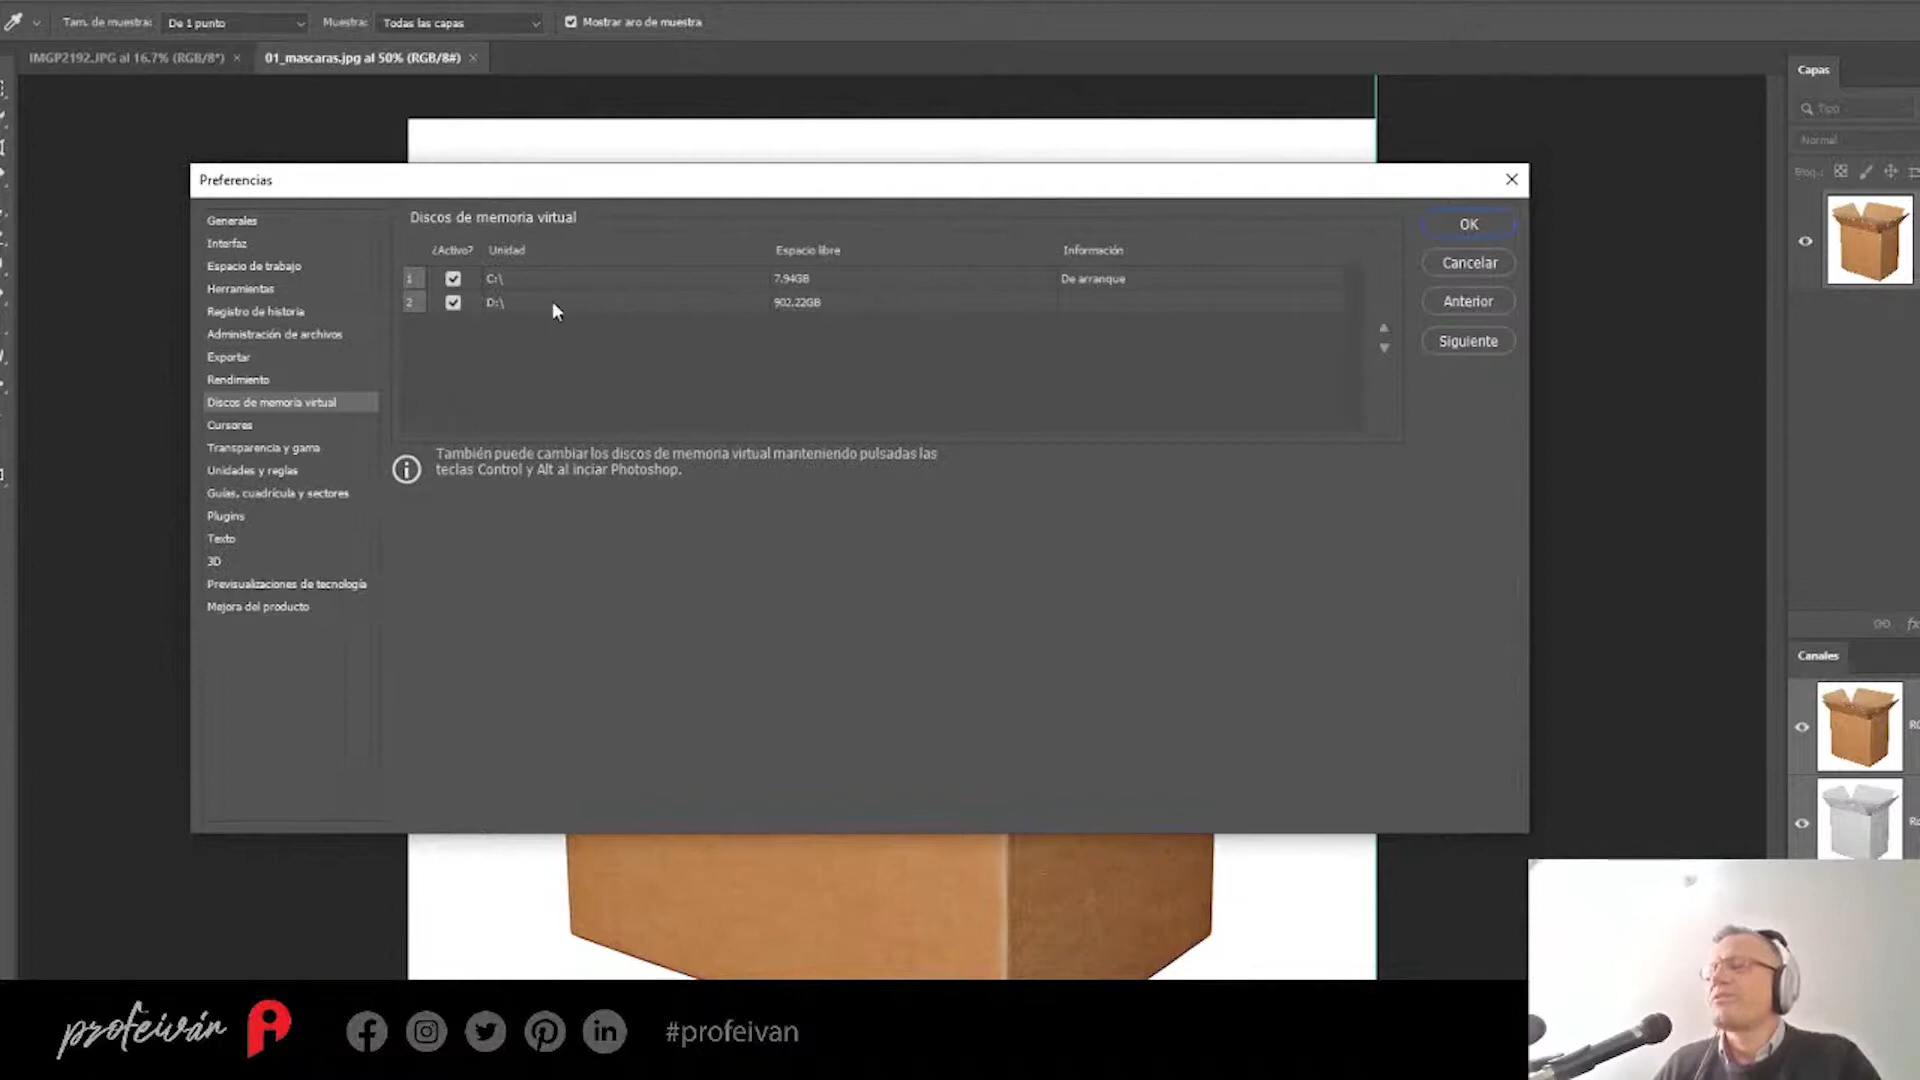 Tam. de muestra: De 1 punto Muestra: Todas las capas Mostrar aro de muestra
IMGP2192.JPG al 16.7% (RGB/8*) × 01_mascaras.jpg al 50% (RGB/8#) ×
Capas
Tipo
Normal
Bloq.:
Preferencias
Generales
Interfaz
Espacio de trabajo
Herramientas
Registro de historia
Administración de archivos
Exportar
Rendimiento
Discos de memoria virtual
Cursores
Transparencia y gama
Unidades y reglas
Guías, cuadrícula y sectores
Plugins
Texto
3D
Previsualizaciones de tecnología
Mejora del producto
Discos de memoria virtual
¿Activo? Unidad Espacio libre Información
1 C:\ 7.94GB De arranque
2 D:\ 902.22GB
También puede cambiar los discos de memoria virtual manteniendo pulsadas las
teclas Control y Alt al inciar Photoshop.
OK
Cancelar
Anterior
Siguiente
fx
Canales
profeiván
#profeivan